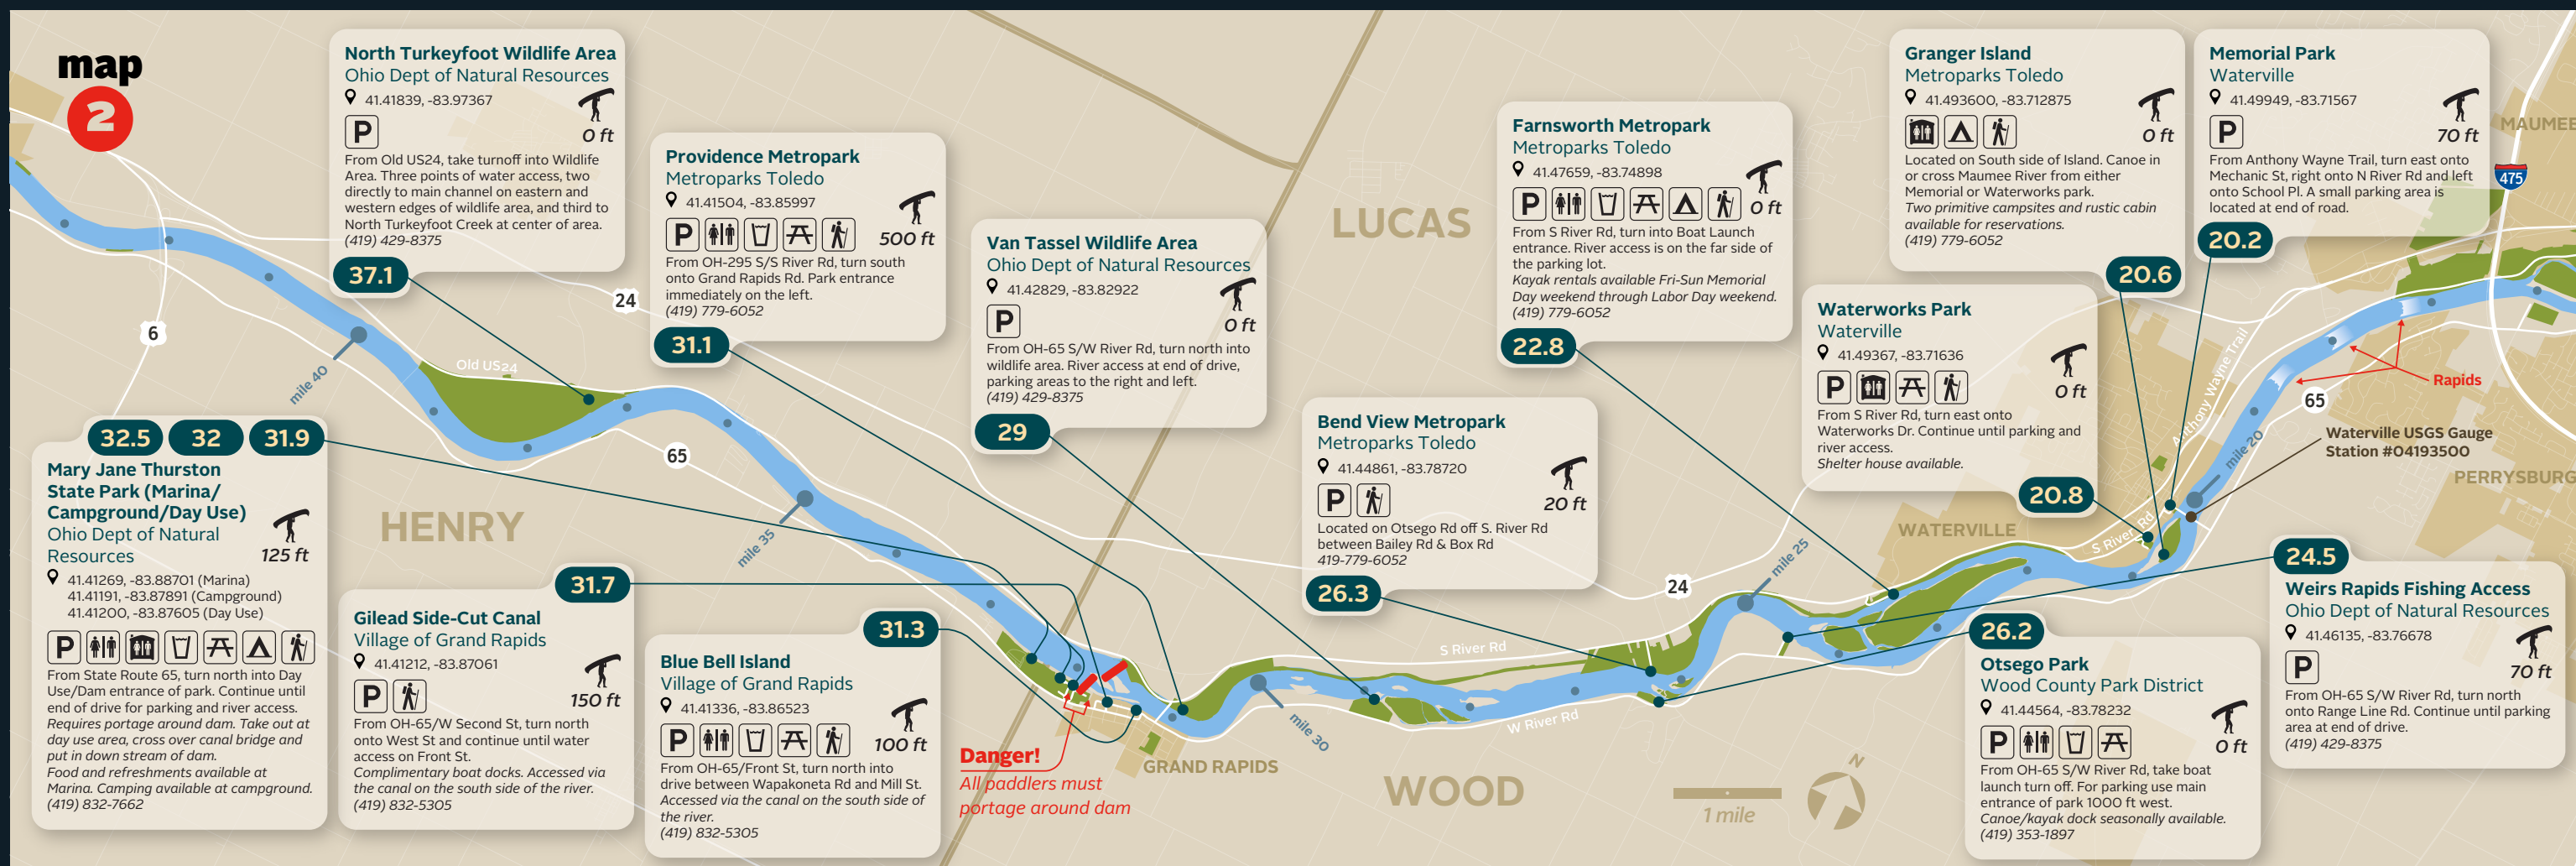 map
2
North Turkeyfoot Wildlife Area
Ohio Dept of Natural Resources
41.41839, -83.97367
P
0 ft
From Old US24, take turnoff into Wildlife
Area. Three points of water access, two
directly to main channel on eastern and
western edges of wildlife area, and third to
North Turkeyfoot Creek at center of area.
(419) 429-8375
37.1
Providence Metropark
Metroparks Toledo
41.41504, -83.85997
P
500 ft
From OH-295 S/S River Rd, turn south
onto Grand Rapids Rd. Park entrance
immediately on the left.
(419) 779-6052
31.1
Van Tassel Wildlife Area
Ohio Dept of Natural Resources
41.42829, -83.82922
P
0 ft
From OH-65 S/W River Rd, turn north into
wildlife area. River access at end of drive,
parking areas to the right and left.
(419) 429-8375
29
Farnsworth Metropark
Metroparks Toledo
41.47659, -83.74898
P
0 ft
From S River Rd, turn into Boat Launch
entrance. River access is on the far side of
the parking lot.
Kayak rentals available Fri-Sun Memorial
Day weekend through Labor Day weekend.
(419) 779-6052
22.8
Granger Island
Metroparks Toledo
41.493600, -83.712875
0 ft
Located on South side of Island. Canoe in
or cross Maumee River from either
Memorial or Waterworks park.
Two primitive campsites and rustic cabin
available for reservations.
(419) 779-6052
20.6
Memorial Park
Waterville
41.49949, -83.71567
P
70 ft
From Anthony Wayne Trail, turn east onto
Mechanic St, right onto N River Rd and left
onto School Pl. A small parking area is
located at end of road.
20.2
MAUMEE
475
LUCAS
Waterworks Park
Waterville
41.49367, -83.71636
P
0 ft
From S River Rd, turn east onto
Waterworks Dr. Continue until parking and
river access.
Shelter house available.
20.8
Bend View Metropark
Metroparks Toledo
41.44861, -83.78720
P
20 ft
Located on Otsego Rd off S. River Rd
between Bailey Rd & Box Rd
419-779-6052
26.3
6
24
Old US24
mile 40
65
mile 35
HENRY
32.5
32
31.9
Mary Jane Thurston
State Park (Marina/
Campground/Day Use)
Ohio Dept of Natural
Resources
125 ft
41.41269, -83.88701 (Marina)
41.41191, -83.87891 (Campground)
41.41200, -83.87605 (Day Use)
P
From State Route 65, turn north into Day
Use/Dam entrance of park. Continue until
end of drive for parking and river access.
Requires portage around dam. Take out at
day use area, cross over canal bridge and
put in down stream of dam.
Food and refreshments available at
Marina. Camping available at campground.
(419) 832-7662
31.7
Gilead Side-Cut Canal
Village of Grand Rapids
41.41212, -83.87061
P
150 ft
From OH-65/W Second St, turn north
onto West St and continue until water
access on Front St.
Complimentary boat docks. Accessed via
the canal on the south side of the river.
(419) 832-5305
31.3
Blue Bell Island
Village of Grand Rapids
41.41336, -83.86523
P
100 ft
From OH-65/Front St, turn north into
drive between Wapakoneta Rd and Mill St.
Accessed via the canal on the south side of
the river.
(419) 832-5305
Danger!
All paddlers must
portage around dam
GRAND RAPIDS
mile 30
S River Rd
W River Rd
WOOD
24
mile 25
1 mile
N
WATERVILLE
S River Rd
Anthony Wayne Trail
mile 20
65
Rapids
Waterville USGS Gauge
Station #04193500
PERRYSBURG
26.2
Otsego Park
Wood County Park District
41.44564, -83.78232
P
0 ft
From OH-65 S/W River Rd, take boat
launch turn off. For parking use main
entrance of park 1000 ft west.
Canoe/kayak dock seasonally available.
(419) 353-1897
24.5
Weirs Rapids Fishing Access
Ohio Dept of Natural Resources
41.46135, -83.76678
P
70 ft
From OH-65 S/W River Rd, turn north
onto Range Line Rd. Continue until parking
area at end of drive.
(419) 429-8375